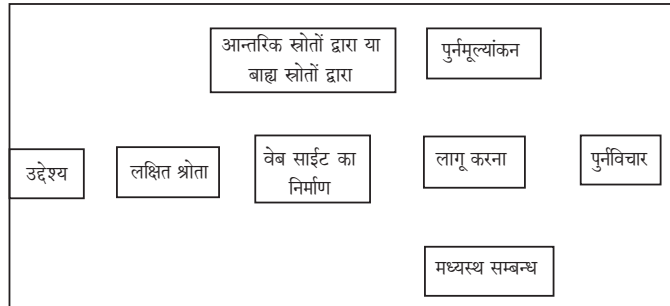 आन्तरिक स्रोतों द्वारा या
बाह्य स्रोतों द्वारा
पुर्नमूल्यांकन
उद्देश्य
लक्षित श्रोता
वेब साईट का
निर्माण
लागू करना
पुर्नविचार
मध्यस्थ सम्बन्ध